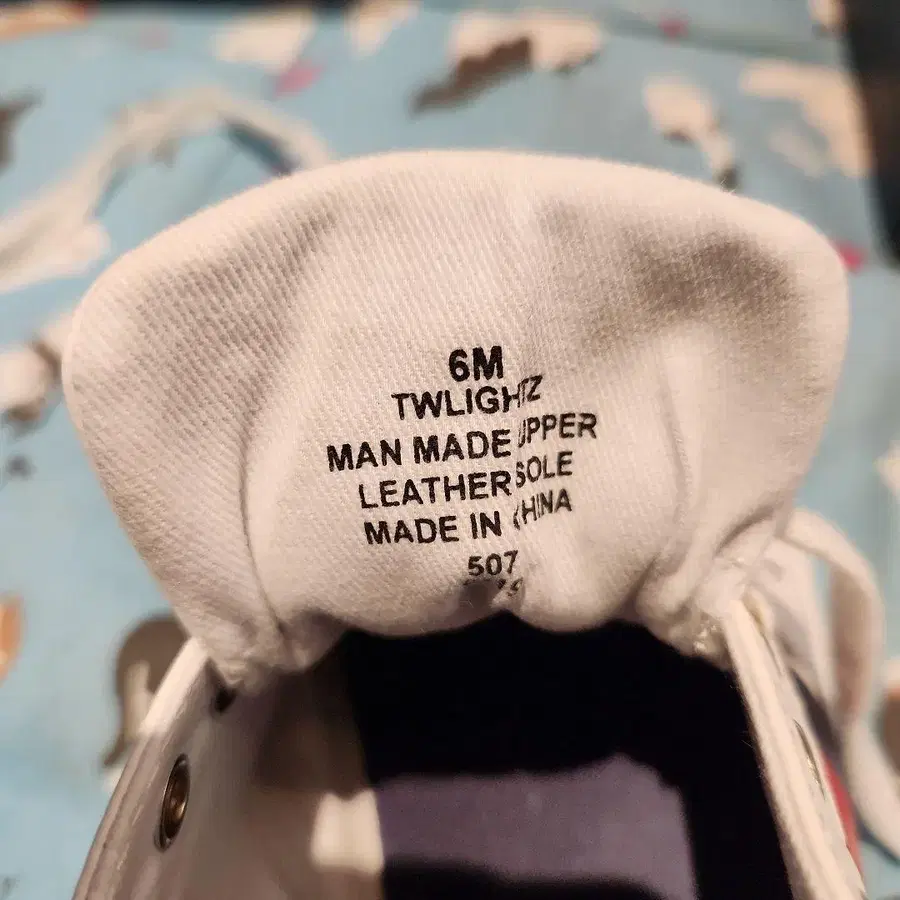 6M
TWLIGHTZ
MAN MADE UPPER
LEATHER SOLE
MADE IN CHINA
507